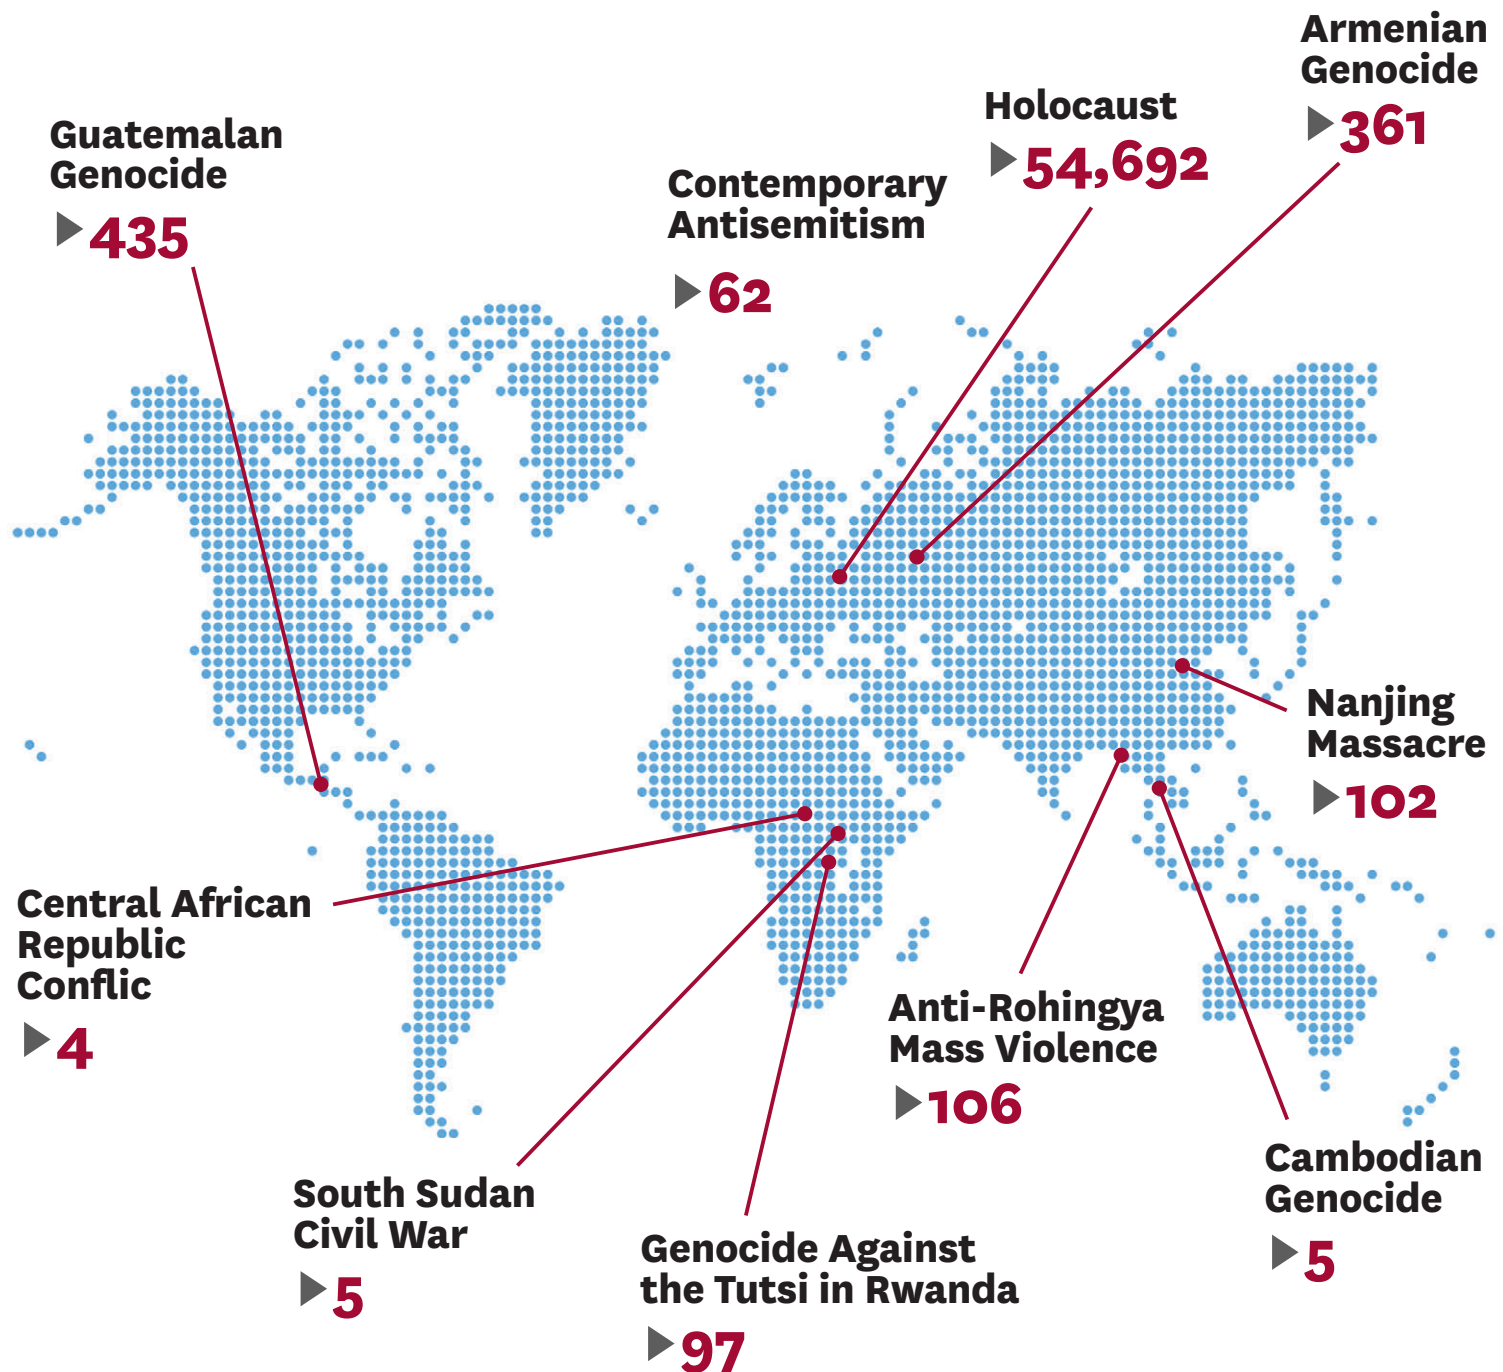 Armenian
Genocide
361
Holocaust
54,692
Guatemalan
Genocide
435
Contemporary
Antisemitism
62
Nanjing
Massacre
102
Central African
Republic
Conflic
4
Anti-Rohingya
Mass Violence
106
Cambodian
Genocide
5
South Sudan
Civil War
5
Genocide Against
the Tutsi in Rwanda
97